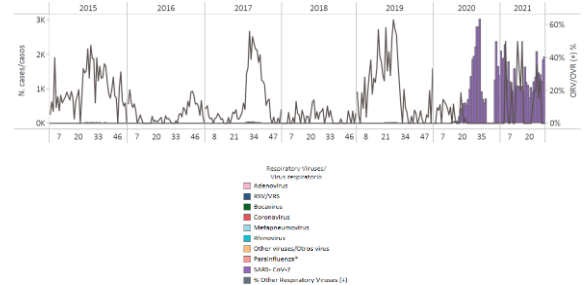 2015 2016 2017 2018 2019 2020 2021
3K
2K
1K
0K
N. cases/casos
60%
40%
20%
0%
ORV/OVR (+) %
7 20 33 46 7 20 33 46 8 21 34 47 8 21 34 47 8 21 34 47 7 20 35 7 20
Respiratory Viruses/
Virus respiratorio
Adenovirus
RSV/VRS
Bocavirus
Coronavirus
Metapneumovirus
Rhinovirus
Other viruses/Otros virus
Parainfluenza*
SARS- CoV-2
% Other Respiratory Viruses (+)